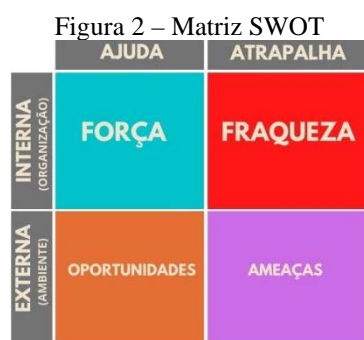 Figura 2 – Matriz SWOT
AJUDA
ATRAPALHA
INTERNA
(ORGANIZAÇÃO)
FORÇA
FRAQUEZA
EXTERNA
(AMBIENTE)
OPORTUNIDADES
AMEAÇAS